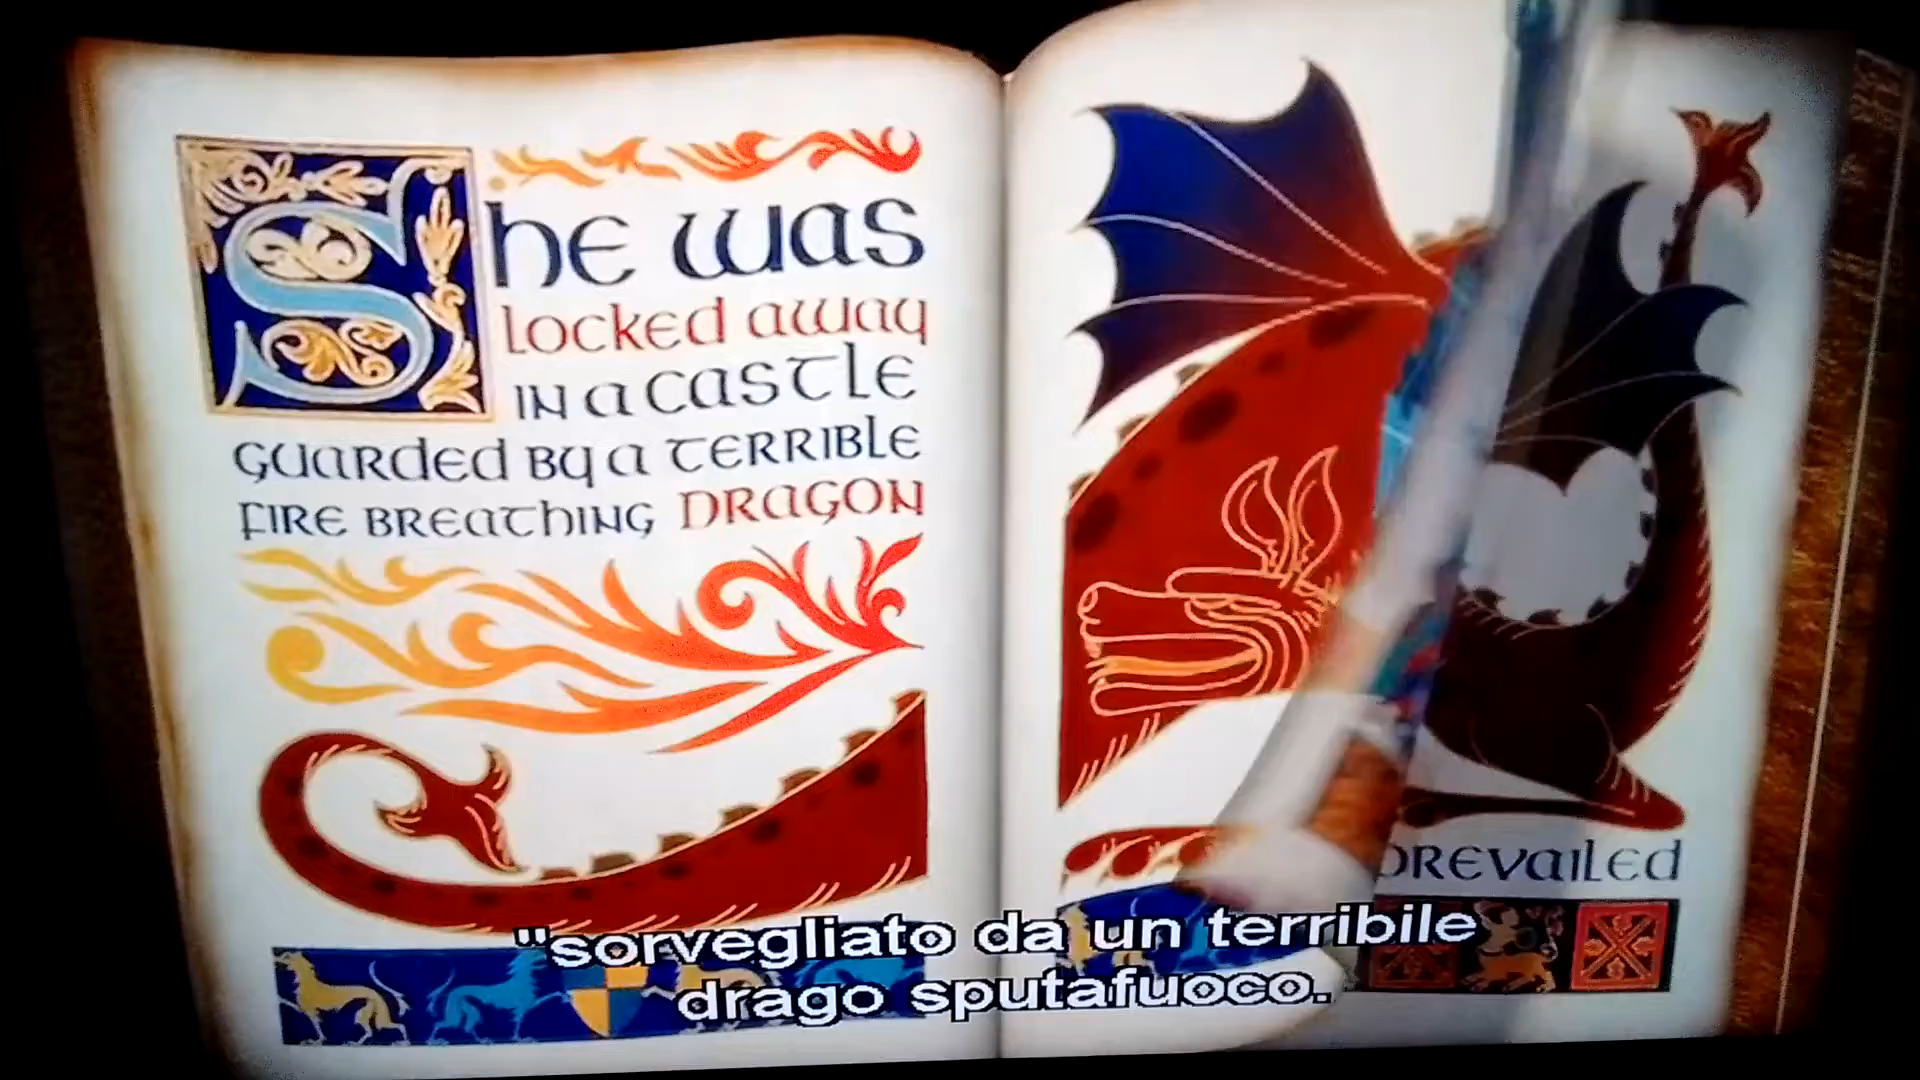 She was
locked away
in a castle
guarded by a terrible
fire breathing dragon
prevailed
"sorvegliato da un terribile
drago sputafuoco.